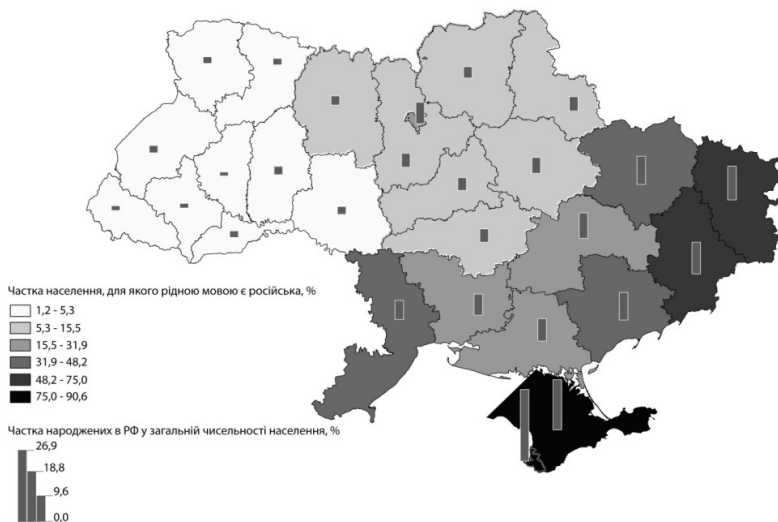 Частка населення, для якого рідною мовою є російська, %
1,2 - 5,3
5,3 - 15,5
15,5 - 31,9
31,9 - 48,2
48,2 - 75,0
75,0 - 90,6
Частка народжених в РФ у загальній чисельності населення, %
26,9
18,8
9,6
0,0